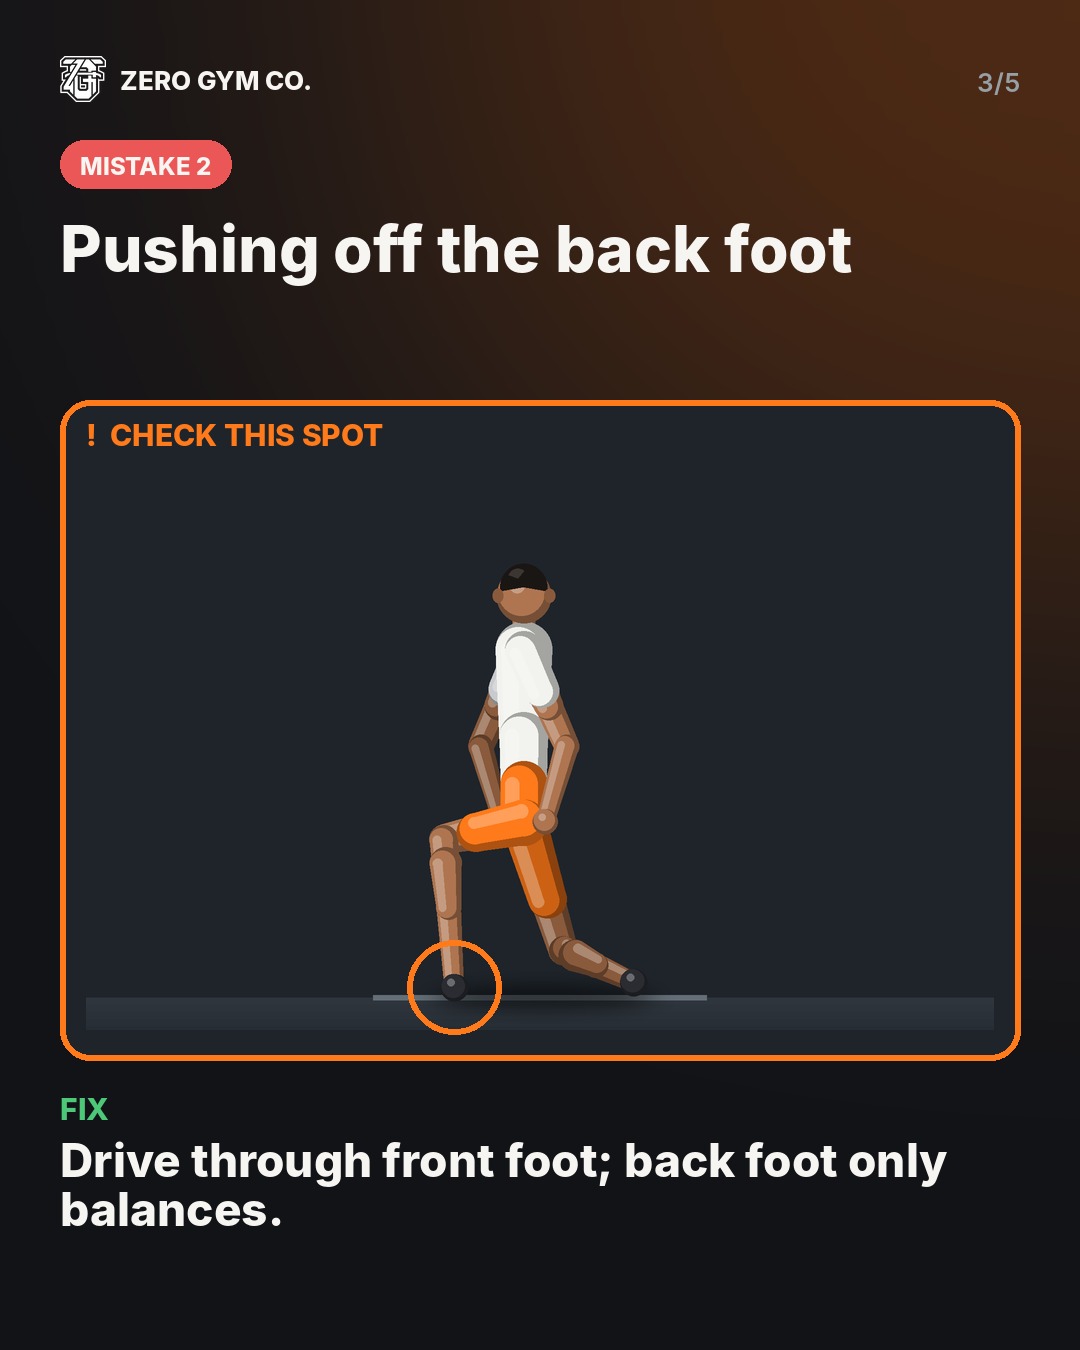 ZERO GYM CO.
3/5
MISTAKE 2
Pushing off the back foot
! CHECK THIS SPOT
FIX
Drive through front foot; back foot only
balances.